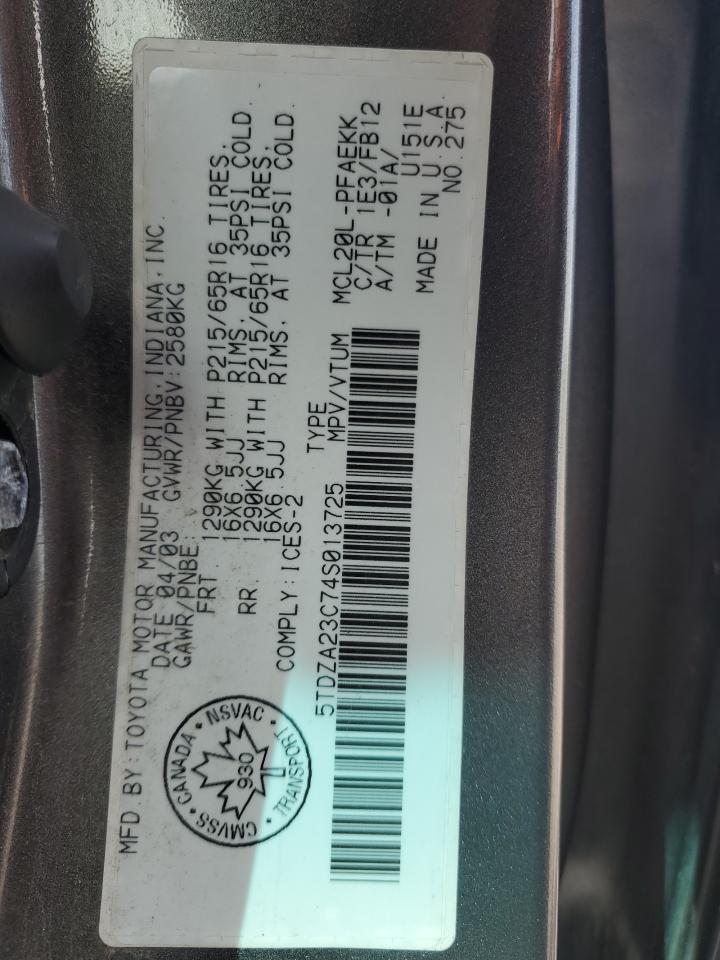 MFD.BY:TOYOTA MOTOR MANUFACTURING,INDIANA,INC.
DATE 04/03 GVWR/PNBV:2580KG
GAWR/PNBE:
FRT 1290KG WITH P215/65R16 TIRES,
16X6.5JJ RIMS, AT 35PSI COLD.
RR. 1290KG WITH P215/65R16 TIRES,
16X6.5JJ RIMS, AT 35PSI COLD.
COMPLY:ICES-2 TYPE MCL20L-PFAEKK
5TDZA23C74S013725 MPV/VTUM C/TR 1E3/FB12
A/TM -01A/
U151E
MADE IN U.S.A.
NO.275
CANADA • NSVAC • TRANSPORT • CMVSS •
930